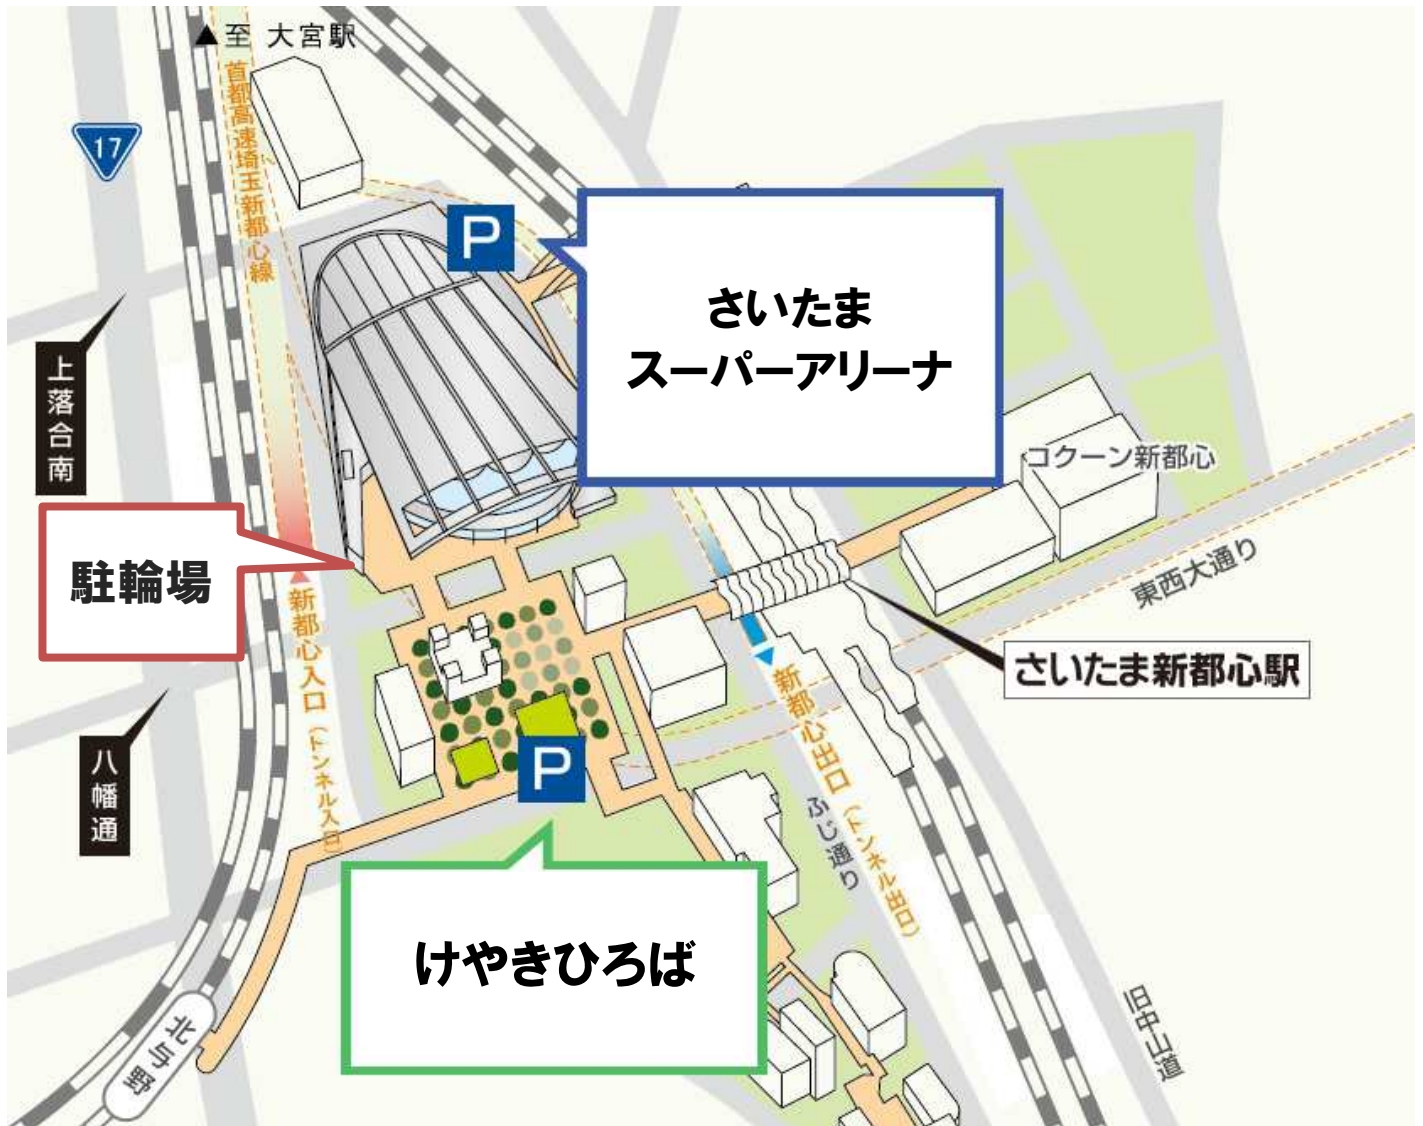 ▲至 大宮駅
首都高速埼玉新都心線
17
P
さいたま
スーパーアリーナ
上落合南
コクーン新都心
駐輪場
東西大通り
新都心入口(トンネル入口)
さいたま新都心駅
新都心出口(トンネル出口)
八幡通
P
ふじ通り
けやきひろば
北与野
旧中山道